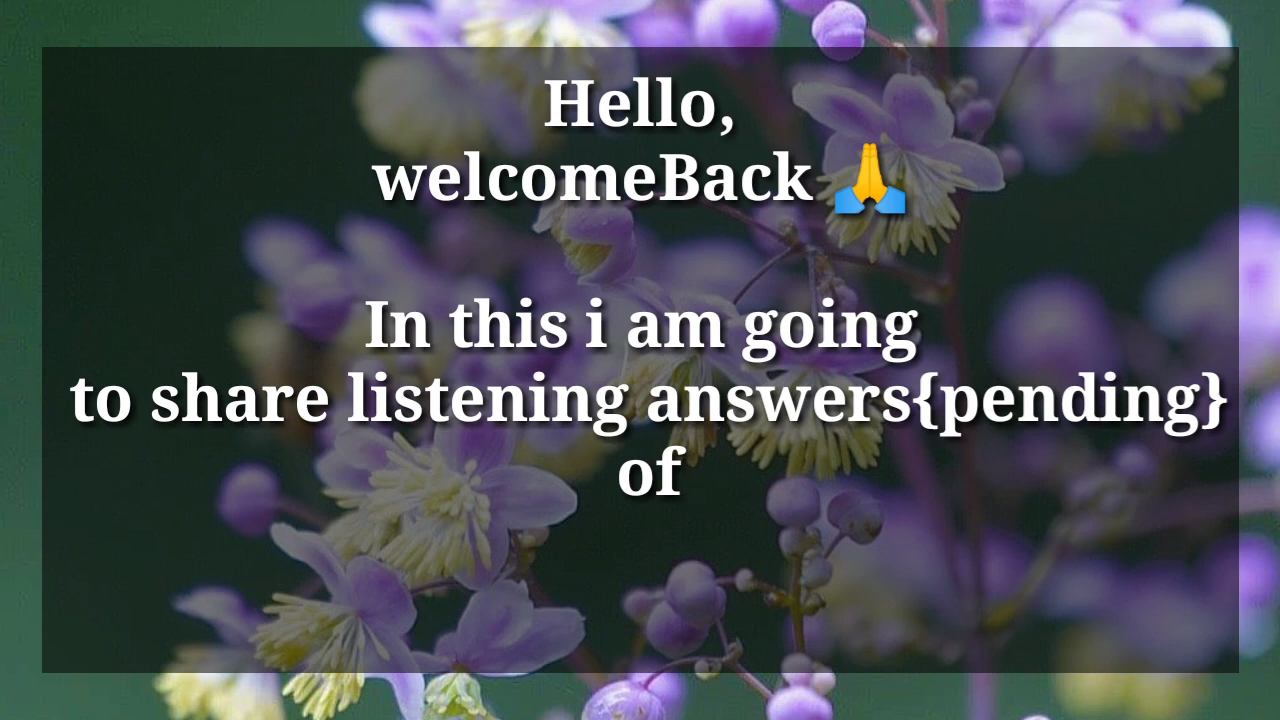 Hello,
welcomeBack 🙏
In this i am going
to share listening answers{pending}
of